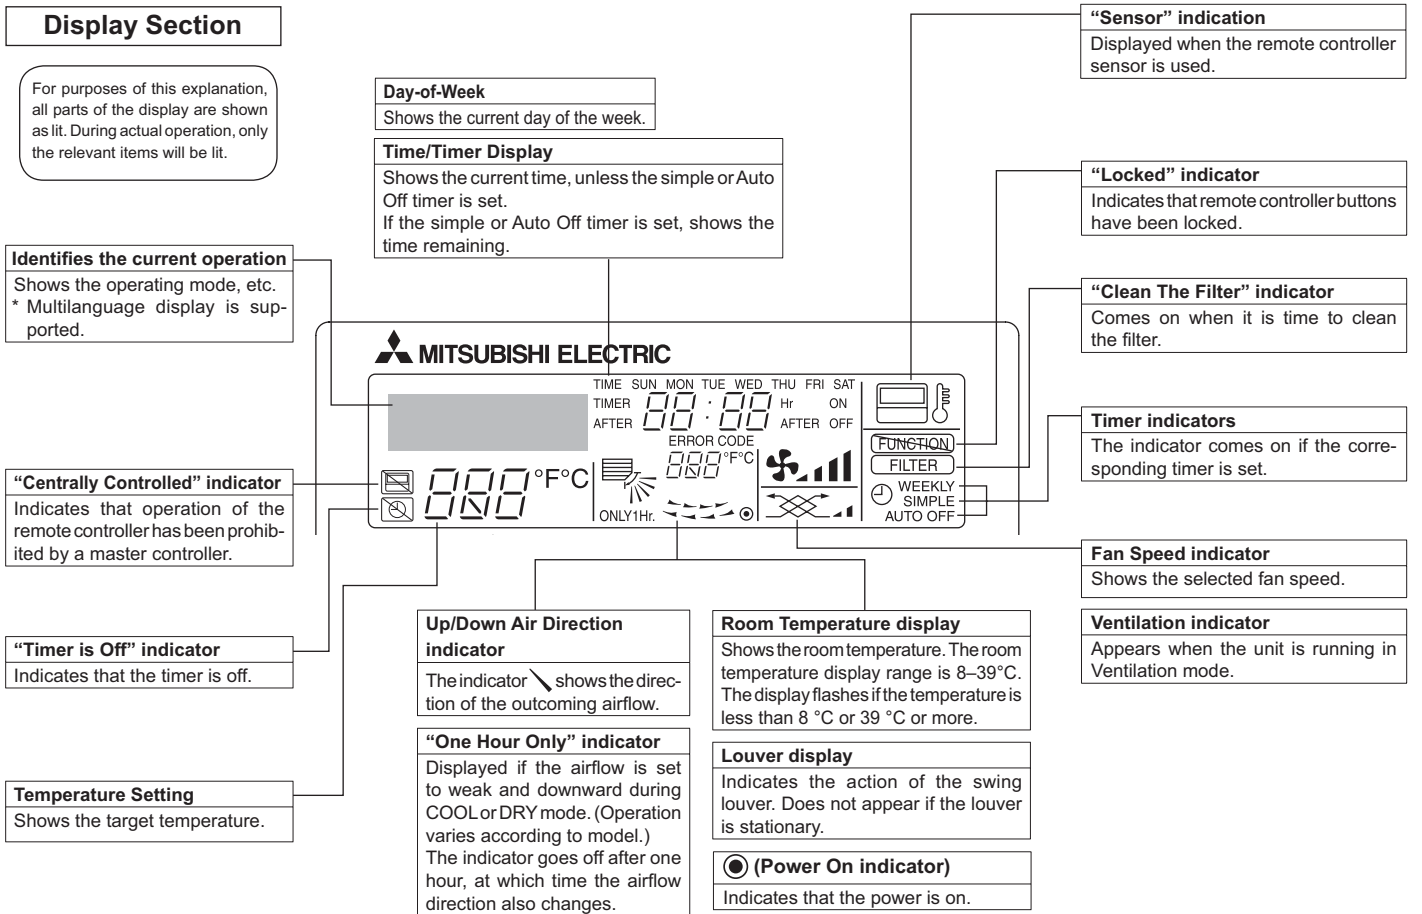 Display Section
For purposes of this explanation,
all parts of the display are shown
as lit. During actual operation, only
the relevant items will be lit.
Identifies the current operation
Shows the operating mode, etc.
* Multilanguage display is sup-
ported.
“Centrally Controlled” indicator
Indicates that operation of the
remote controller has been prohib-
ited by a master controller.
“Timer is Off” indicator
Indicates that the timer is off.
Temperature Setting
Shows the target temperature.
Day-of-Week
Shows the current day of the week.
Time/Timer Display
Shows the current time, unless the simple or Auto
Off timer is set.
If the simple or Auto Off timer is set, shows the
time remaining.
MITSUBISHI ELECTRIC
TIME SUN MON TUE WED THU FRI SAT
TIMER 88:88 Hr ON
AFTER AFTER OFF
ERROR CODE
FUNCTION
FILTER
888 °F°C
888 °F°C
WEEKLY
SIMPLE
AUTO OFF
ONLY1Hr.
Up/Down Air Direction
indicator
The indicator shows the direc-
tion of the outcoming airflow.
“One Hour Only” indicator
Displayed if the airflow is set
to weak and downward during
COOL or DRY mode. (Operation
varies according to model.)
The indicator goes off after one
hour, at which time the airflow
direction also changes.
Room Temperature display
Shows the room temperature. The room
temperature display range is 8–39°C.
The display flashes if the temperature is
less than 8 °C or 39 °C or more.
Louver display
Indicates the action of the swing
louver. Does not appear if the louver
is stationary.
(Power On indicator)
Indicates that the power is on.
“Sensor” indication
Displayed when the remote controller
sensor is used.
“Locked” indicator
Indicates that remote controller buttons
have been locked.
“Clean The Filter” indicator
Comes on when it is time to clean
the filter.
Timer indicators
The indicator comes on if the corre-
sponding timer is set.
Fan Speed indicator
Shows the selected fan speed.
Ventilation indicator
Appears when the unit is running in
Ventilation mode.